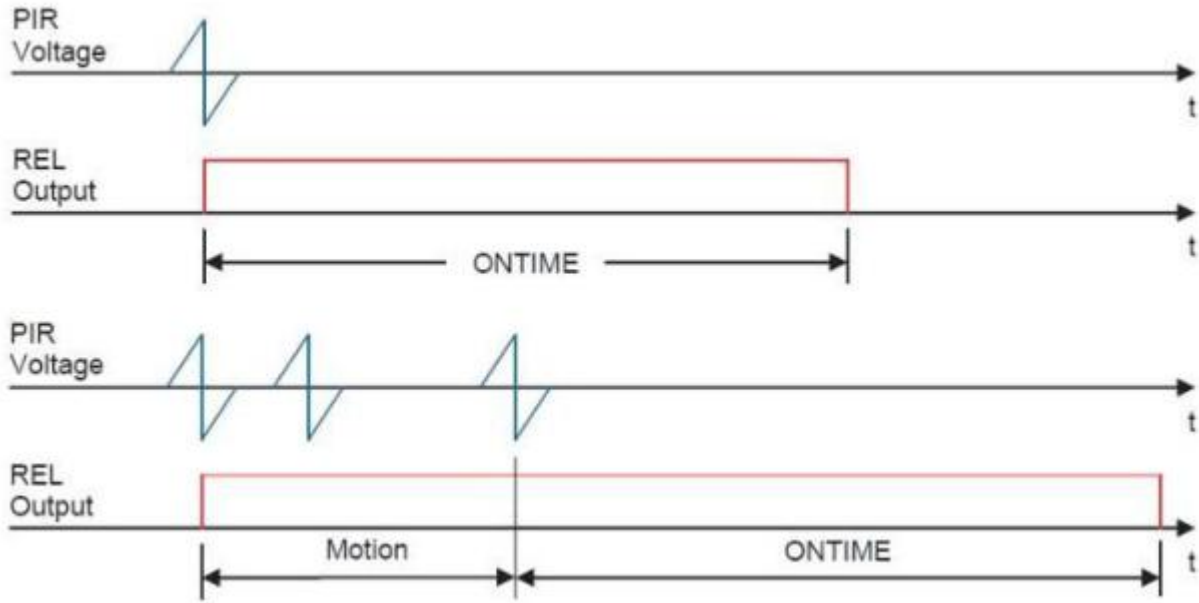 PIR
Voltage
t
REL
Output
t
ONTIME
PIR
Voltage
t
REL
Output
Motion
ONTIME
t